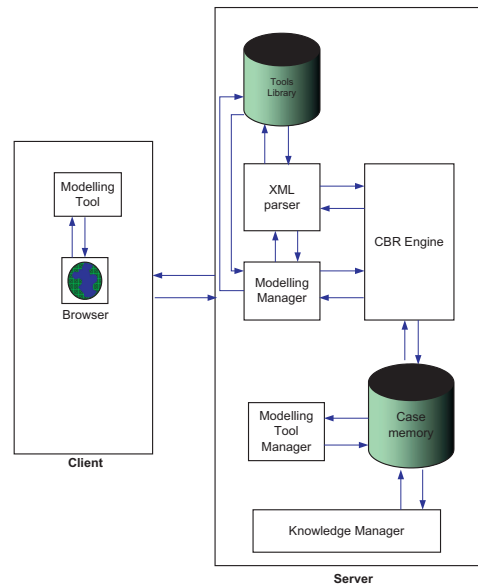 Tools
Library
Modelling
Tool
Browser
Client
XML
parser
CBR Engine
Modelling
Manager
Modelling
Tool
Manager
Case
memory
Knowledge Manager
Server